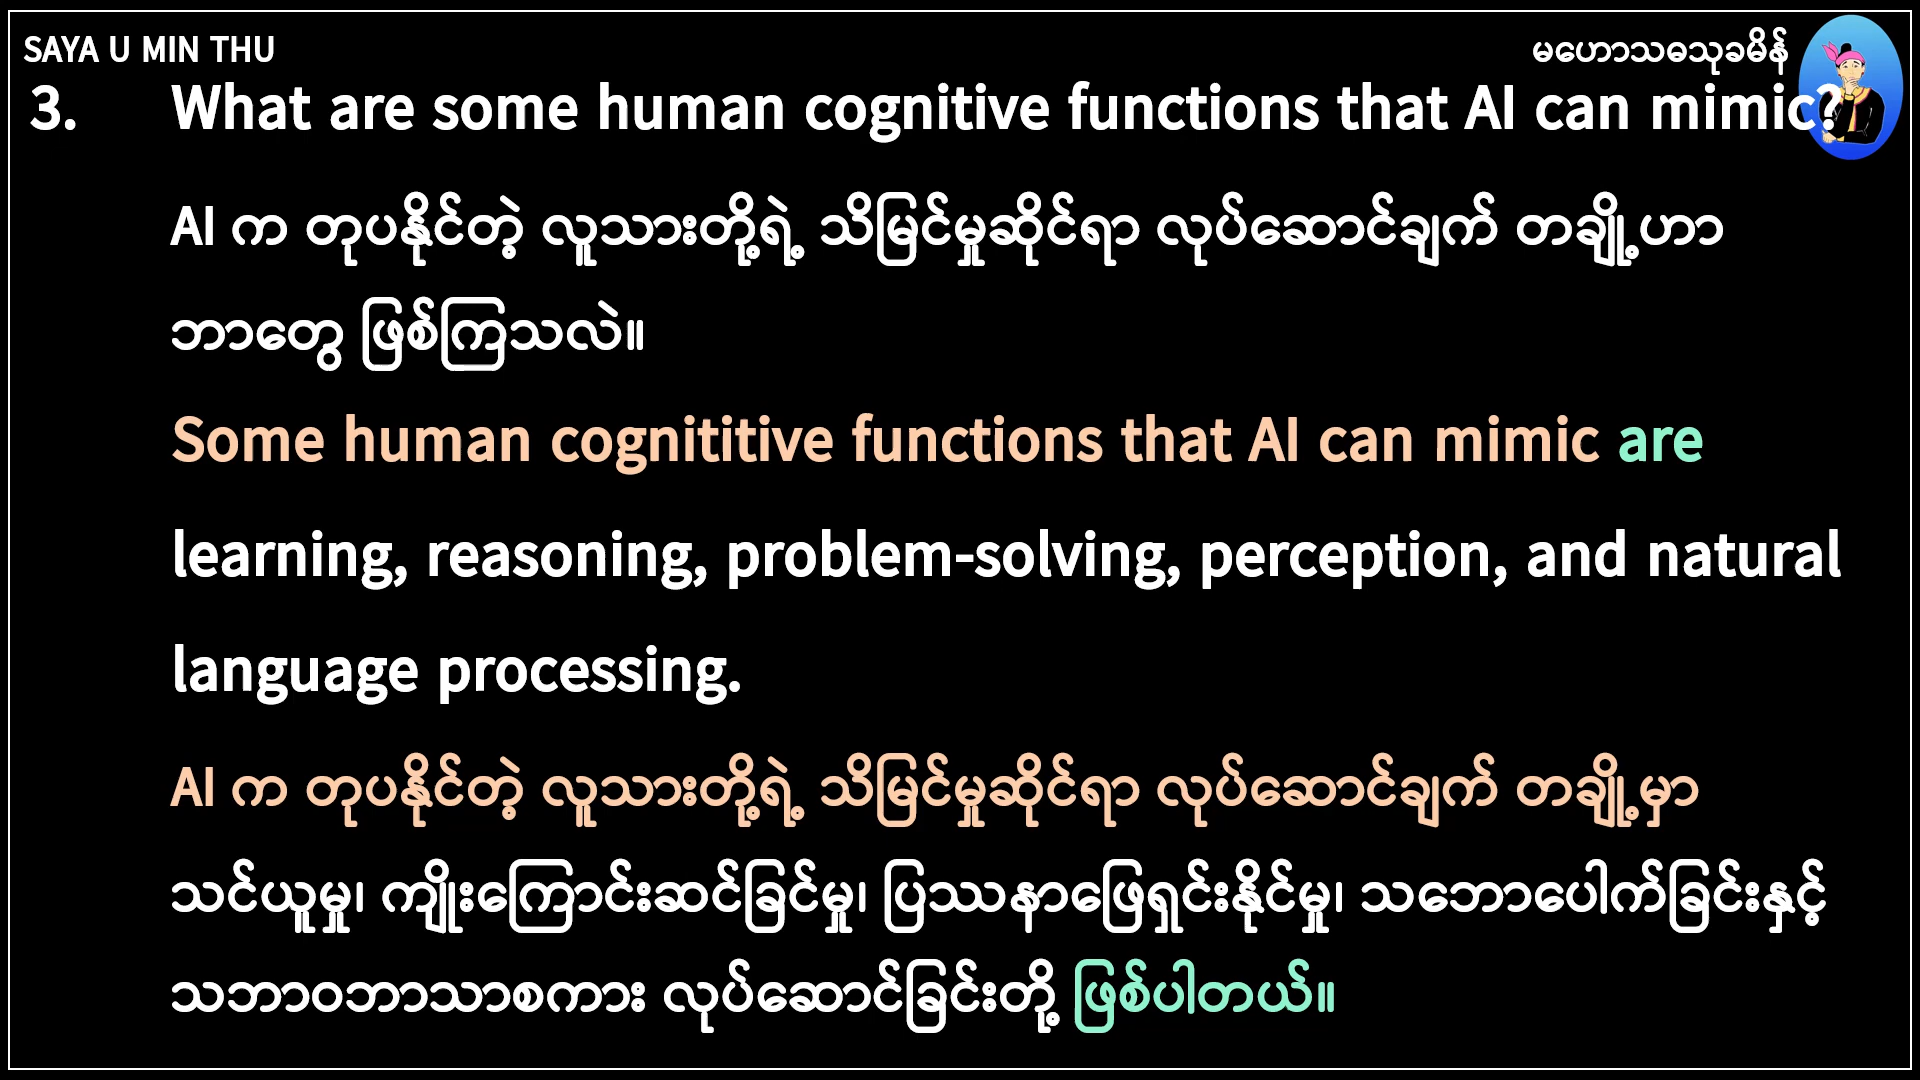 SAYA U MIN THU
မဟောသဓသုခမိန်
3. What are some human cognitive functions that AI can mimic?
AI က တုပနိုင်တဲ့ လူသားတို့ရဲ့ သိမြင်မှုဆိုင်ရာ လုပ်ဆောင်ချက် တချို့ဟာ
ဘာတွေ ဖြစ်ကြသလဲ။
Some human cognititive functions that AI can mimic are
learning, reasoning, problem-solving, perception, and natural
language processing.
AI က တုပနိုင်တဲ့ လူသားတို့ရဲ့ သိမြင်မှုဆိုင်ရာ လုပ်ဆောင်ချက် တချို့မှာ
သင်ယူမှု၊ ကျိုးကြောင်းဆင်ခြင်မှု၊ ပြဿနာဖြေရှင်းနိုင်မှု၊ သဘောပေါက်ခြင်းနှင့်
သဘာဝဘာသာစကား လုပ်ဆောင်ခြင်းတို့ ဖြစ်ပါတယ်။